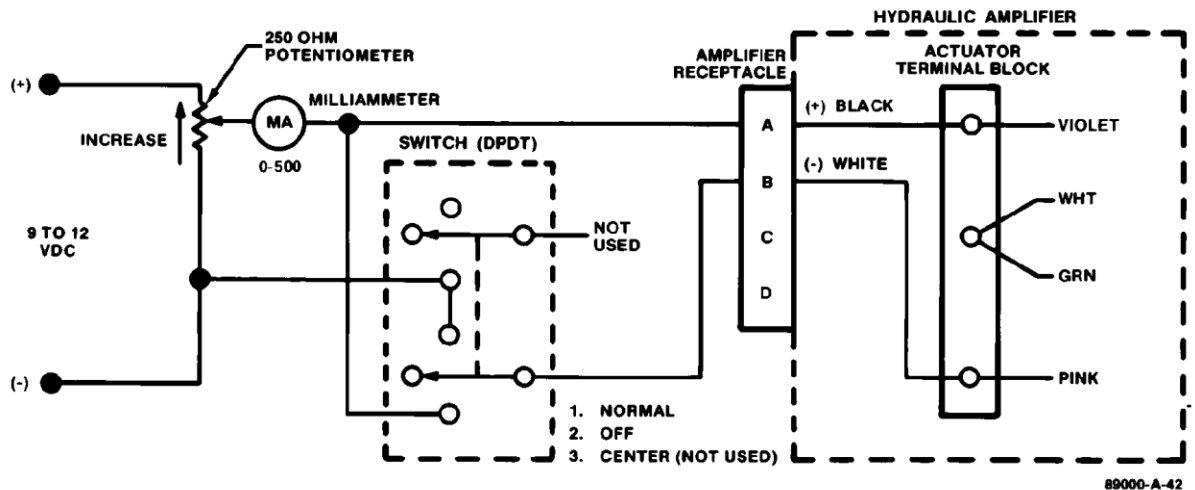 HYDRAULIC AMPLIFIER
250 OHM
POTENTIOMETER
AMPLIFIER
RECEPTACLE
ACTUATOR
TERMINAL BLOCK
(+)
INCREASE
MA
MILLIAMMETER
0-500
SWITCH (DPDT)
A
(+) BLACK
VIOLET
B
(-) WHITE
WHT
9 TO 12
VDC
NOT
USED
C
GRN
D
(-)
PINK
1. NORMAL
2. OFF
3. CENTER (NOT USED)
89000-A-42